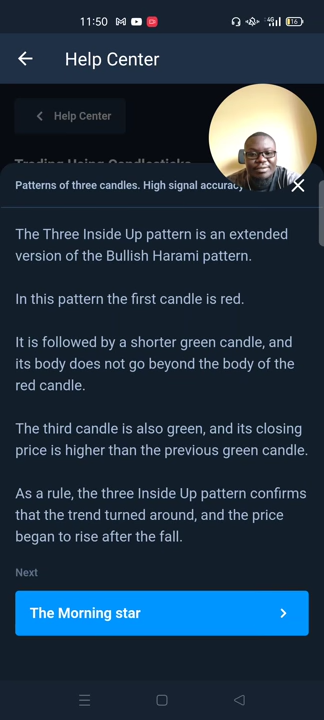 11:50
16
Help Center
Help Center
Trading Using Candlesticks
Patterns of three candles. High signal accuracy
The Three Inside Up pattern is an extended
version of the Bullish Harami pattern.
In this pattern the first candle is red.
It is followed by a shorter green candle, and
its body does not go beyond the body of the
red candle.
The third candle is also green, and its closing
price is higher than the previous green candle.
As a rule, the three Inside Up pattern confirms
that the trend turned around, and the price
began to rise after the fall.
Next
The Morning star